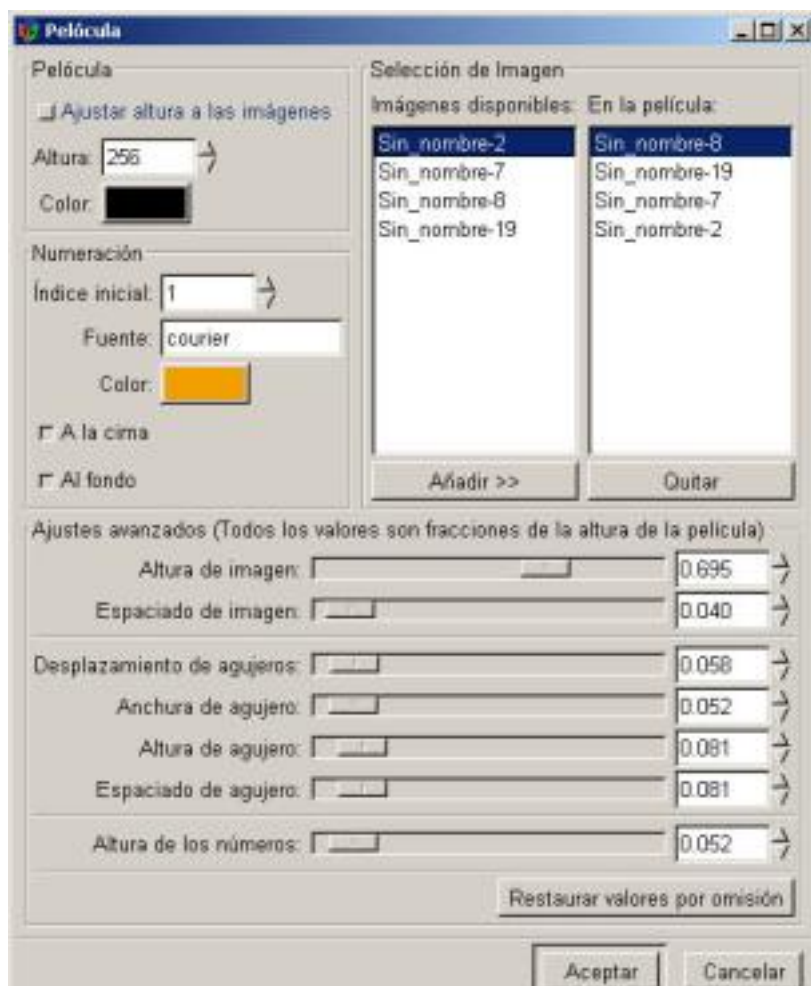 Pelócula
Pelócula
Ajustar altura a las imágenes
Altura: 256
Color:
Numeración
Índice inicial: 1
Fuente: courier
Color:
A la cima
Al fondo
Selección de Imagen
Imágenes disponibles:
Sin_nombre-2
Sin_nombre-7
Sin_nombre-8
Sin_nombre-19
Añadir >>
En la película:
Sin_nombre-8
Sin_nombre-19
Sin_nombre-7
Sin_nombre-2
Quitar
Ajustes avanzados (Todos los valores son fracciones de la altura de la película)
Altura de imagen: 0.695
Espaciado de imagen: 0.040
Desplazamiento de agujeros: 0.058
Anchura de agujero: 0.052
Altura de agujero: 0.081
Espaciado de agujero: 0.081
Altura de los números: 0.052
Restaurar valores por omisión
Aceptar Cancelar